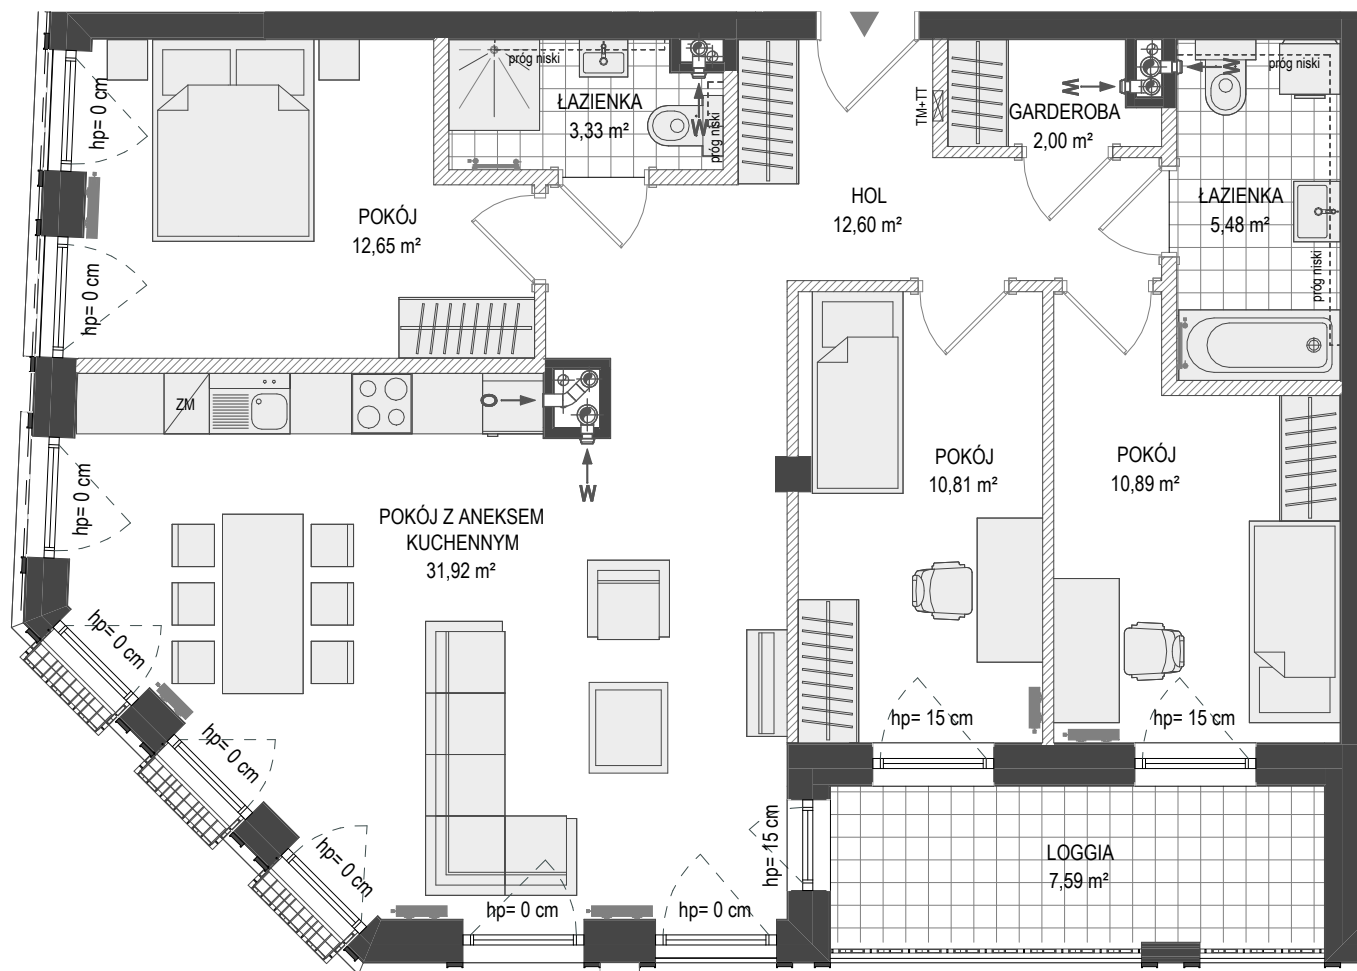 próg niski
ŁAZIENKA
3,33 m²
W
próg niski
TM+TT
GARDEROBA
2,00 m²
W
W
próg niski
ŁAZIENKA
5,48 m²
próg niski
hp= 0 cm
hp= 0 cm
POKÓJ
12,65 m²
HOL
12,60 m²
ZM
O
W
hp= 0 cm
POKÓJ Z ANEKSEM
KUCHENNYM
31,92 m²
POKÓJ
10,81 m²
POKÓJ
10,89 m²
hp= 0 cm
hp= 0 cm
hp= 0 cm
hp= 0 cm
hp= 0 cm
hp= 15 cm
hp= 15 cm
hp= 15 cm
LOGGIA
7,59 m²